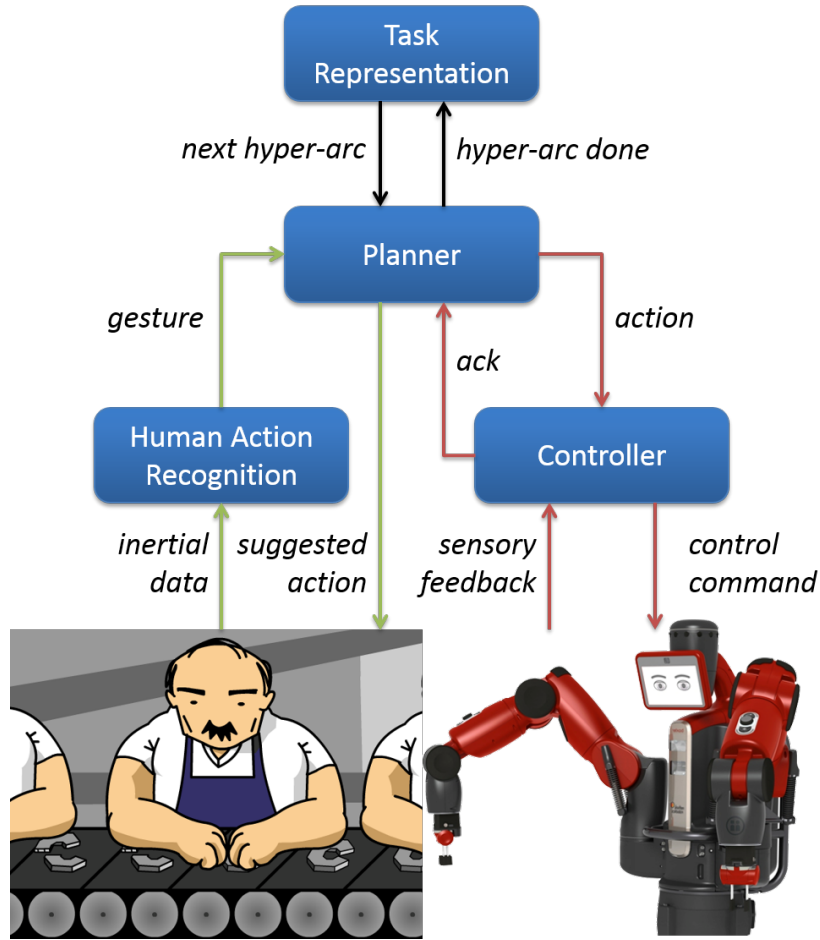 Task
Representation
next hyper-arc
hyper-arc done
Planner
gesture
action
ack
Human Action
Recognition
Controller
inertial
data
suggested
action
sensory
feedback
control
command